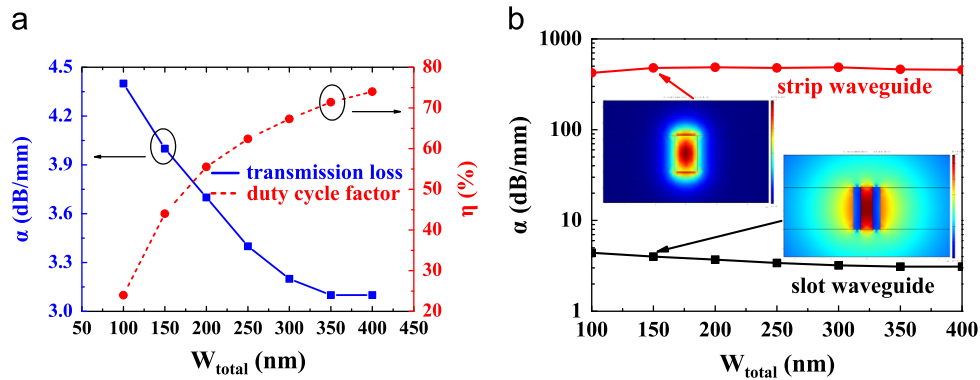 a
4.5
4.2
3.9
3.6
3.3
3.0
α (dB/mm)
80
70
60
50
40
30
20
η (%)
transmission loss
duty cycle factor
50 100 150 200 250 300 350 400 450
W_total (nm)
b
1000
100
10
1
α (dB/mm)
strip waveguide
slot waveguide
100 150 200 250 300 350 400
W_total (nm)